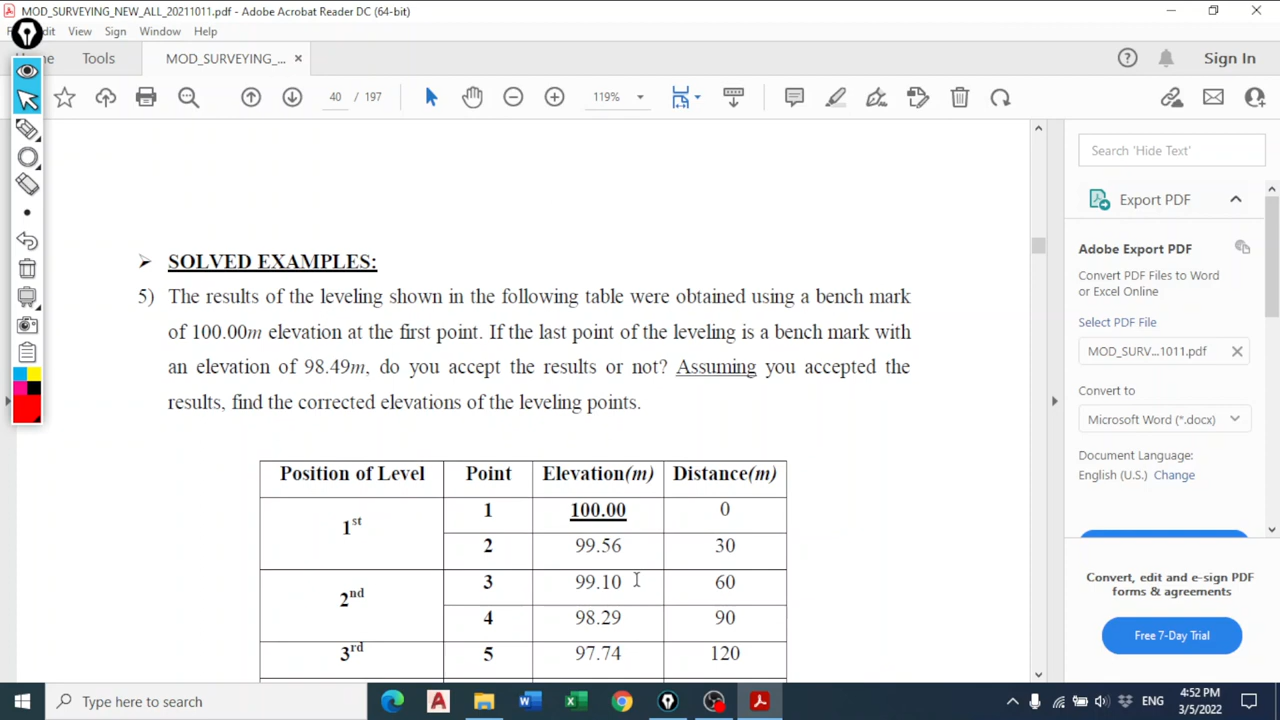 MOD_SURVEYING_NEW_ALL_20211011.pdf - Adobe Acrobat Reader DC (64-bit)
View Sign Window Help
Tools MOD_SURVEYING_... × Sign In
40 / 197 119%
Search 'Hide Text'
Export PDF
Adobe Export PDF
Convert PDF Files to Word
or Excel Online
Select PDF File
MOD_SURV...1011.pdf ×
Convert to
Microsoft Word (*.docx)
Document Language:
English (U.S.) Change
Convert, edit and e-sign PDF
forms & agreements
Free 7-Day Trial
➢ SOLVED EXAMPLES:
5) The results of the leveling shown in the following table were obtained using a bench mark
of 100.00m elevation at the first point. If the last point of the leveling is a bench mark with
an elevation of 98.49m, do you accept the results or not? Assuming you accepted the
results, find the corrected elevations of the leveling points.
Position of Level Point Elevation(m) Distance(m)
1st 1 100.00 0
2 99.56 30
2nd 3 99.10 60
4 98.29 90
3rd 5 97.74 120
Type here to search
ENG
4:52 PM
3/5/2022